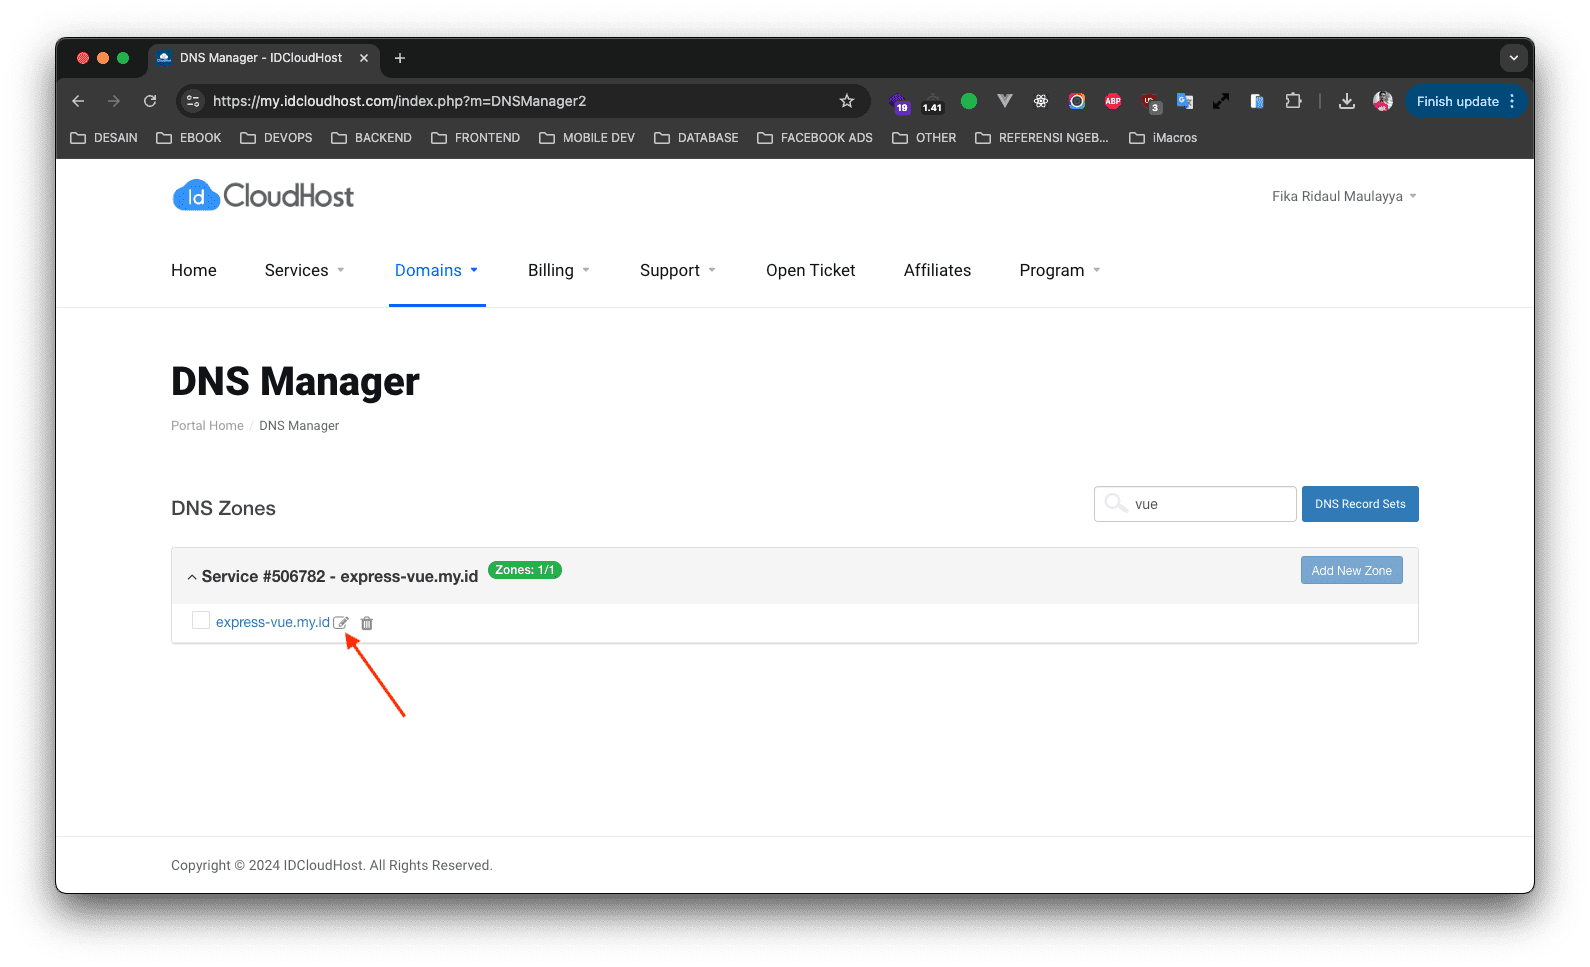 DNS Manager - IDCloudHost
https://my.idcloudhost.com/index.php?m=DNSManager2
19
1.41
ABP
3
Finish update
DESAIN
EBOOK
DEVOPS
BACKEND
FRONTEND
MOBILE DEV
DATABASE
FACEBOOK ADS
OTHER
REFERENSI NGEB...
iMacros
Id CloudHost
Fika Ridaul Maulayya
Home
Services
Domains
Billing
Support
Open Ticket
Affiliates
Program
DNS Manager
Portal Home / DNS Manager
DNS Zones
vue
DNS Record Sets
Service #506782 - express-vue.my.id
Zones: 1/1
Add New Zone
express-vue.my.id
Copyright © 2024 IDCloudHost. All Rights Reserved.